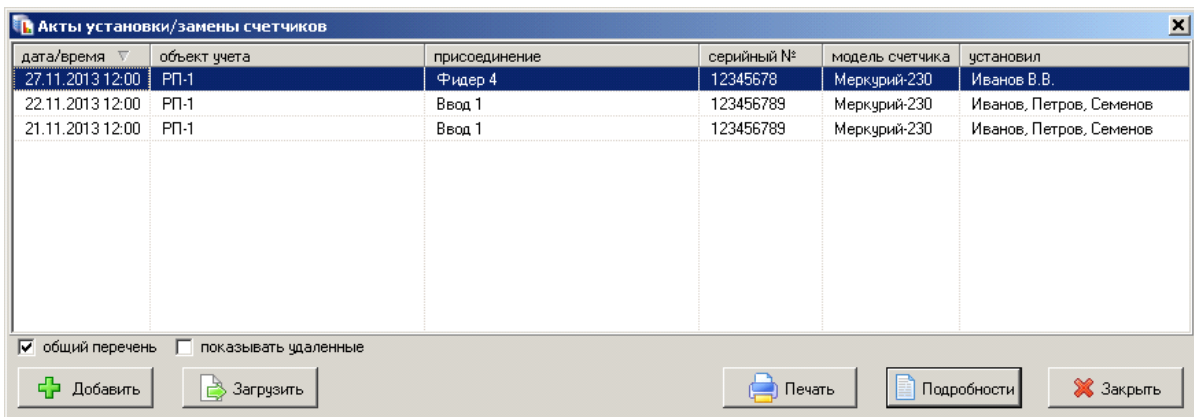 Акты установки/замены счетчиков
дата/время объект учета присоединение серийный № модель счетчика установил
27.11.2013 12:00 РП-1 Фидер 4 12345678 Меркурий-230 Иванов В.В.
22.11.2013 12:00 РП-1 Ввод 1 123456789 Меркурий-230 Иванов, Петров, Семенов
21.11.2013 12:00 РП-1 Ввод 1 123456789 Меркурий-230 Иванов, Петров, Семенов
общий перечень показывать удаленные
Добавить Загрузить Печать Подробности Закрыть